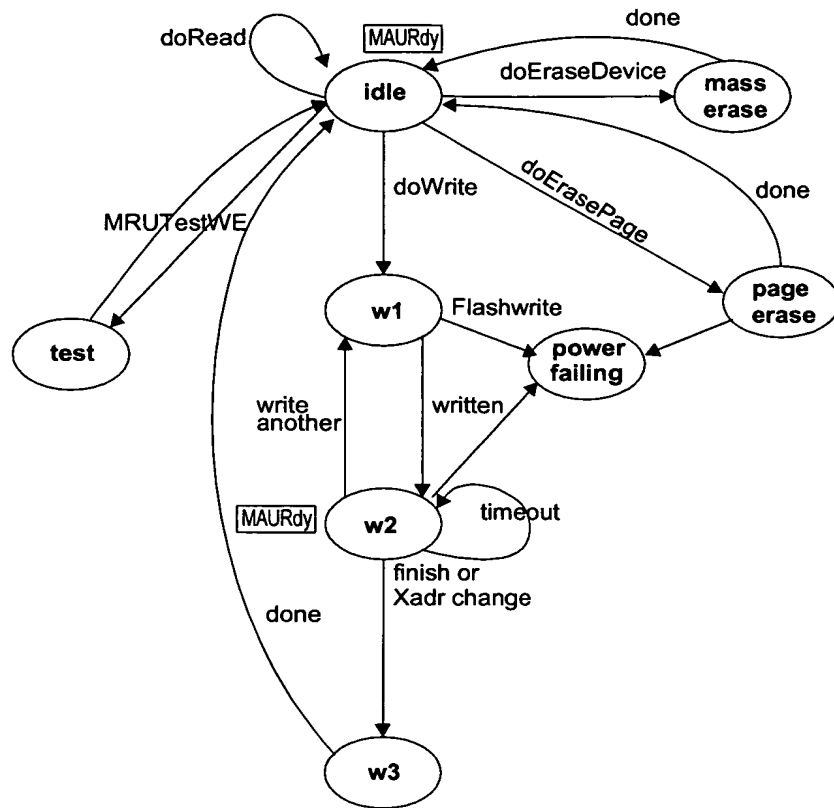 done
doRead
MAURdy
idle
doEraseDevice
mass
erase
doWrite
doErasePage
done
MRUTestWE
w1
Flashwrite
page
erase
test
power
failing
write
another
written
MAURdy
w2
timeout
finish or
Xadr change
done
w3